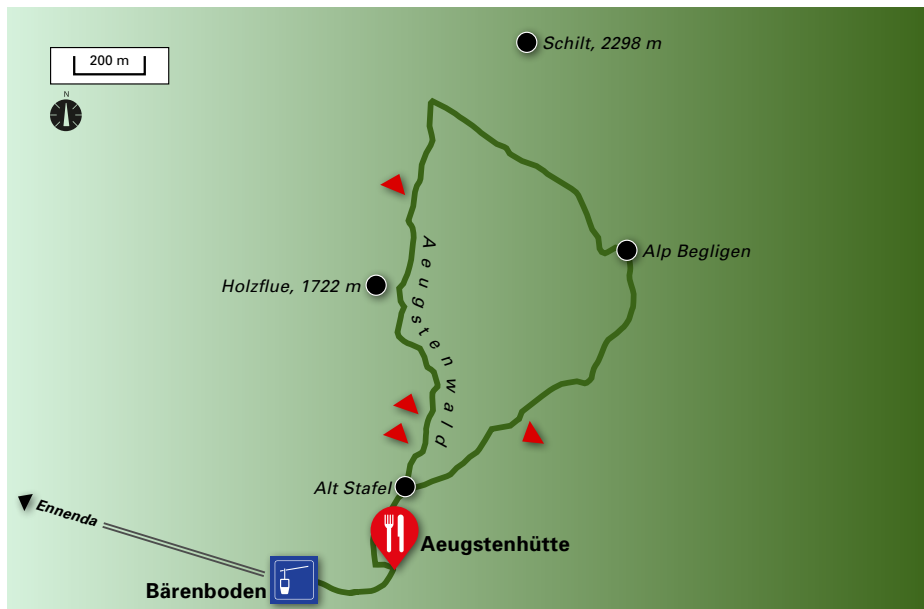 Schilt, 2298 m
200 m
N
Aeugstenwald
Alp Begligen
Holzflue, 1722 m
Alt Stafel
Ennenda
Aeugstenhütte
Bärenboden